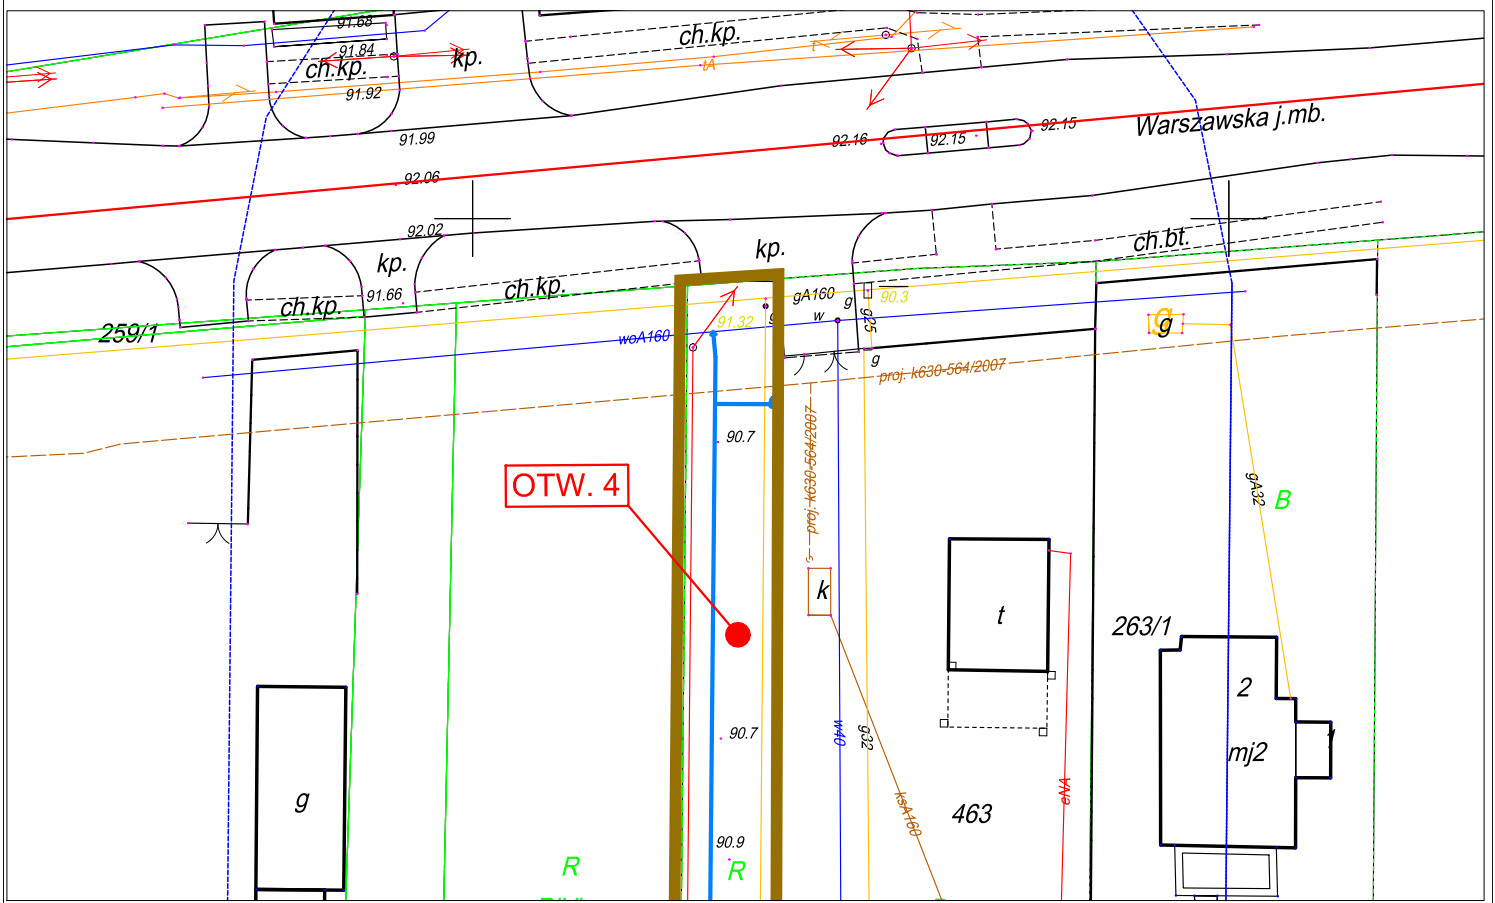 91.68
91.84
ch.kp.
kp.
ch.kp.
tA
t
91.92
91.99
92.16
92.15
92.15
Warszawska j.mb.
92.06
92.02
kp.
kp.
ch.bt.
ch.kp.
ch.kp.
91.66
gA160
g
90.3
259/1
woA160
91.32
g
w
g25
g
g
g
proj. k630-564/2007
proj. k630-564/2007
90.7
OTW. 4
gA32
B
k
t
263/1
2
mj2
1
90.7
w40
g32
eNA
ksA160
g
463
90.9
R
R